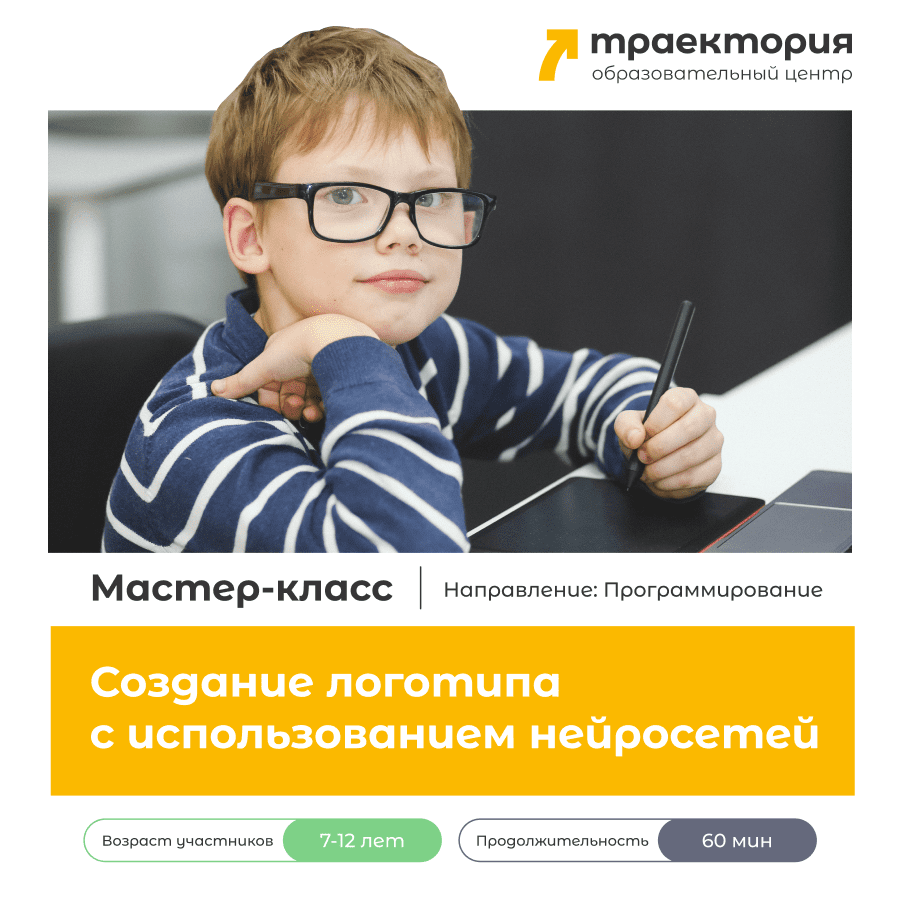 траектория
образовательный центр
Мастер-класс
Направление: Программирование
Создание логотипа
с использованием нейросетей
Возраст участников
7-12 лет
Продолжительность
60 мин